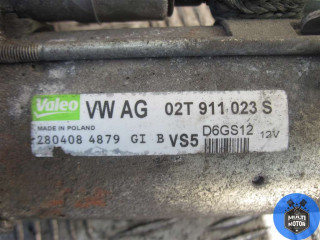 Valeo VW AG 02T 911 023 S
MADE IN POLAND
280408 4879 GI B VS5 D6GS12 12V
MULTI
MOTOR